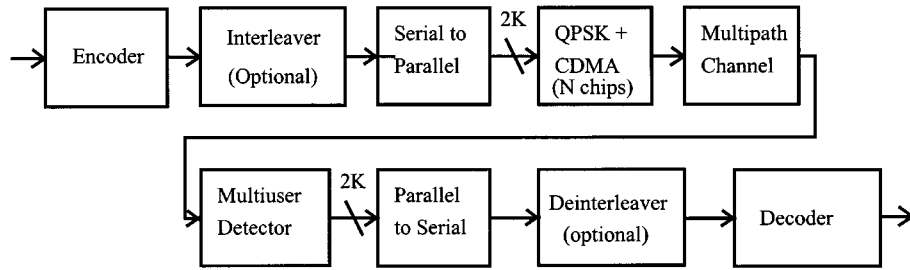 Encoder
Interleaver
(Optional)
Serial to
Parallel
2K
QPSK +
CDMA
(N chips)
Multipath
Channel
Multiuser
Detector
2K
Parallel
to Serial
Deinterleaver
(optional)
Decoder